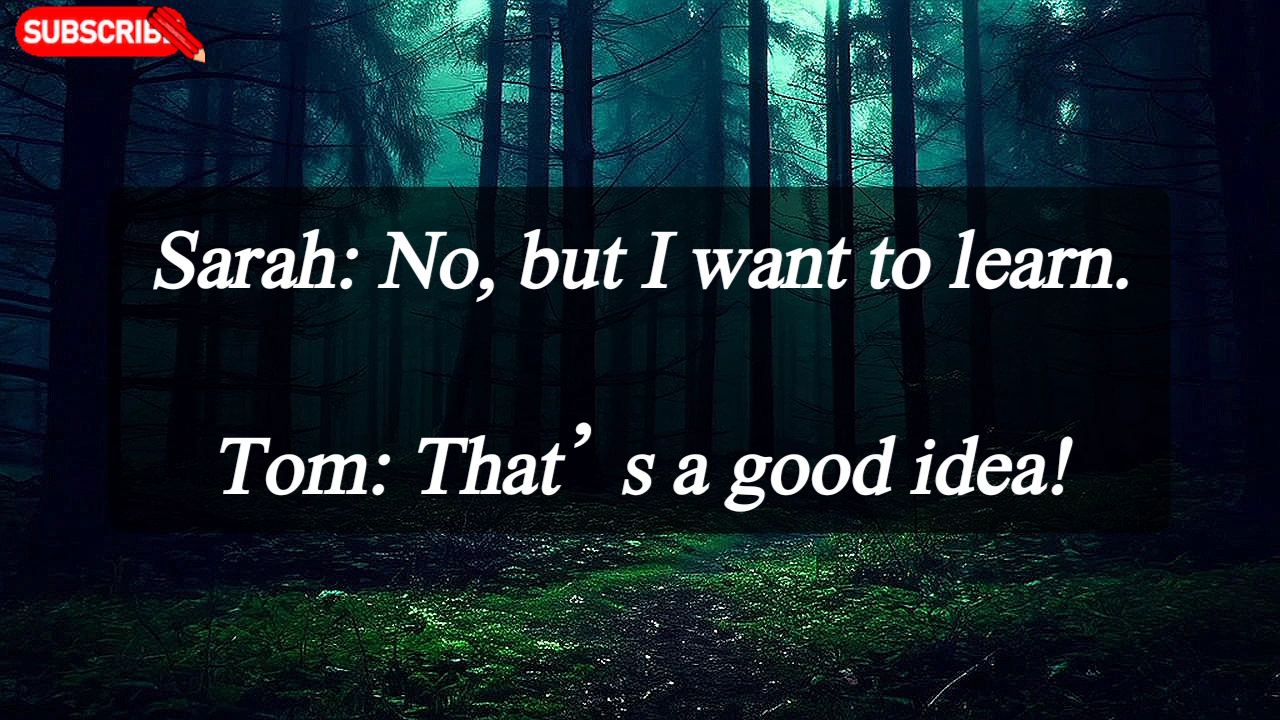 SUBSCRIB
Sarah: No, but I want to learn.
Tom: That’ s a good idea!